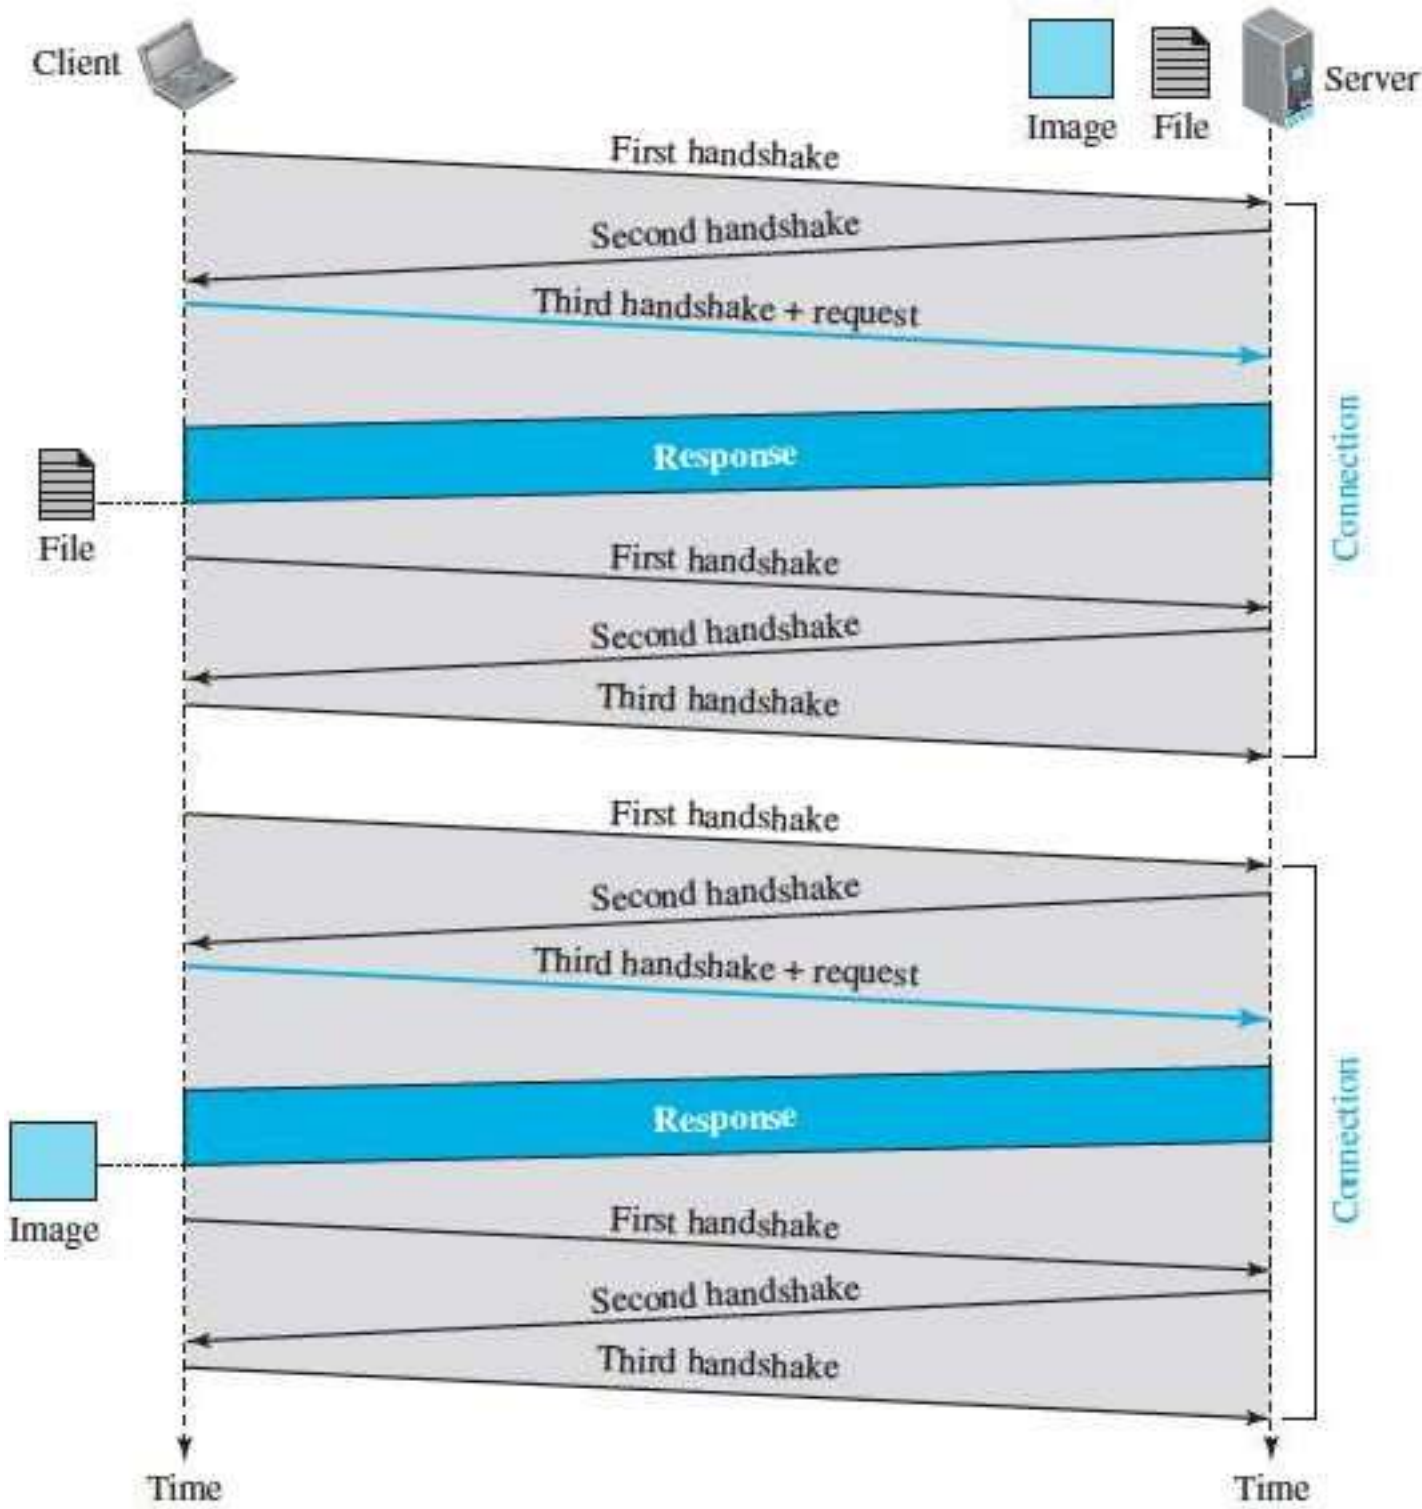 Client
Server
Image
File
First handshake
Second handshake
Third handshake + request
Response
Connection
File
First handshake
Second handshake
Third handshake
First handshake
Second handshake
Third handshake + request
Response
Connection
Image
First handshake
Second handshake
Third handshake
Time
Time